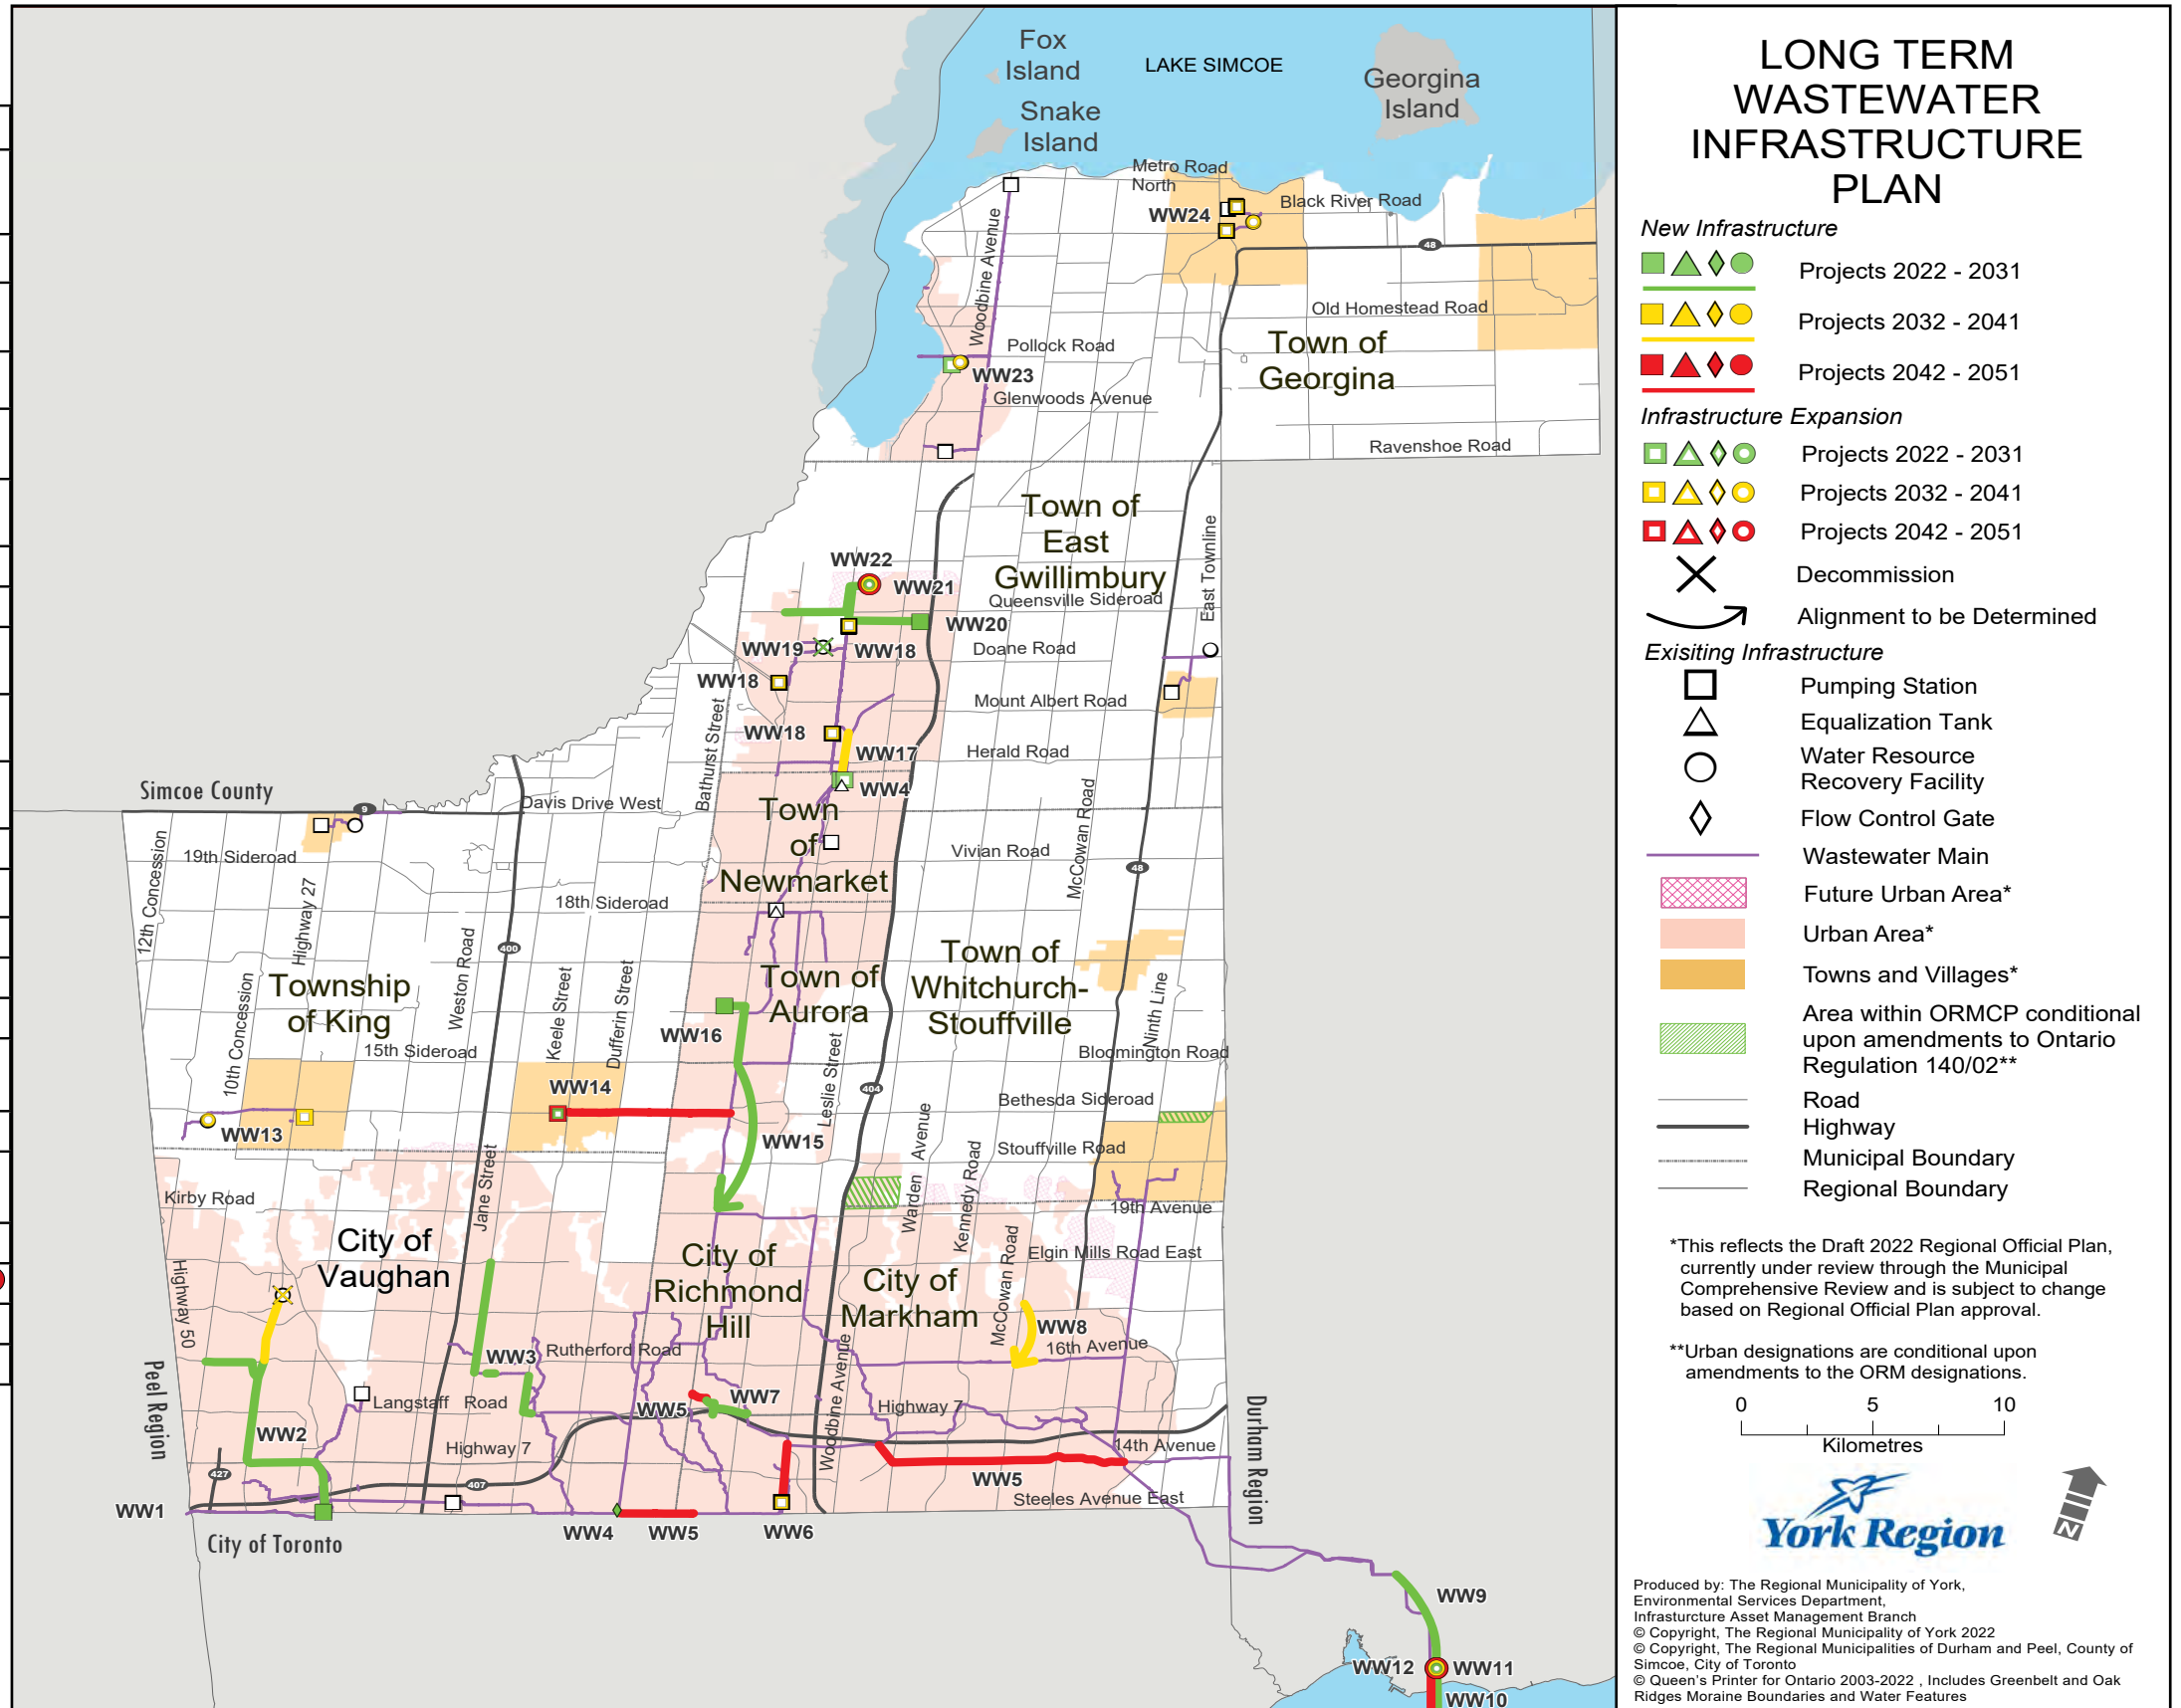 Fox
Island
LAKE SIMCOE
Georgina
Island
Snake
Island
Metro Road
North
Black River Road
WW24
48
Woodbine Avenue
Old Homestead Road
Pollock Road
Town of
Georgina
WW23
Glenwoods Avenue
Ravenshoe Road
Town of
East
Gwillimbury
East Townline
WW22
WW21
Queensville Sideroad
WW20
WW19
WW18
Doane Road
WW18
Mount Albert Road
Bathurst Street
WW18
WW17
Herald Road
Simcoe County
9
Davis Drive West
WW4
McCowan Road
Town
of
Newmarket
12th Concession
19th Sideroad
Highway 27
Vivian Road
48
18th Sideroad
400
Weston Road
Keele Street
Dufferin Street
Town of
Aurora
Town of
Whitchurch-
Stouffville
Ninth Line
Township
of King
10th Concession
15th Sideroad
WW16
Leslie Street
Bloomington Road
404
WW14
Bethesda Sideroad
WW13
WW15
Warden Avenue
Kennedy Road
Stouffville Road
Jane Street
Kirby Road
19th Avenue
City of
Vaughan
City of
Richmond
Hill
City of
Markham
McCowan Road
Elgin Mills Road East
Highway 50
WW8
16th Avenue
WW3
Rutherford Road
Woodbine Avenue
Peel Region
Langstaff Road
WW5
WW7
Highway 7
Durham Region
WW2
Highway 7
14th Avenue
427
407
WW5
Steeles Avenue East
WW1
City of Toronto
WW4
WW5
WW6
WW9
WW12
WW11
WW10
LONG TERM
WASTEWATER
INFRASTRUCTURE
PLAN
New Infrastructure
Projects 2022 - 2031
Projects 2032 - 2041
Projects 2042 - 2051
Infrastructure Expansion
Projects 2022 - 2031
Projects 2032 - 2041
Projects 2042 - 2051
Decommission
Alignment to be Determined
Exisiting Infrastructure
Pumping Station
Equalization Tank
Water Resource
Recovery Facility
Flow Control Gate
Wastewater Main
Future Urban Area*
Urban Area*
Towns and Villages*
Area within ORMCP conditional
upon amendments to Ontario
Regulation 140/02**
Road
Highway
Municipal Boundary
Regional Boundary
*This reflects the Draft 2022 Regional Official Plan,
currently under review through the Municipal
Comprehensive Review and is subject to change
based on Regional Official Plan approval.
**Urban designations are conditional upon
amendments to the ORM designations.
0 5 10
Kilometres
York Region
N
Produced by: The Regional Municipality of York,
Environmental Services Department,
Infrasturcture Asset Management Branch
© Copyright, The Regional Municipality of York 2022
© Copyright, The Regional Municipalities of Durham and Peel, County of
Simcoe, City of Toronto
© Queen's Printer for Ontario 2003-2022 , Includes Greenbelt and Oak
Ridges Moraine Boundaries and Water Features